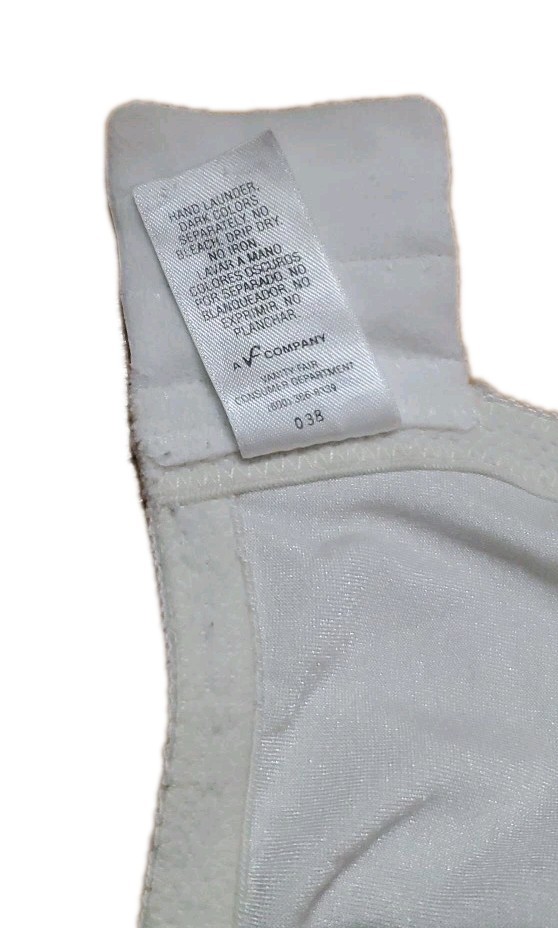 HAND LAUNDER,
DARK COLORS
SEPARATELY. NO
BLEACH. DRIP DRY
NO IRON.
LAVAR A MANO
COLORES OSCUROS
POR SEPARADO. NO
BLANQUEADOR. NO
EXPRIMIR. NO
PLANCHAR.
A VF COMPANY
VANITY FAIR
CONSUMER DEPARTMENT
(800)
038